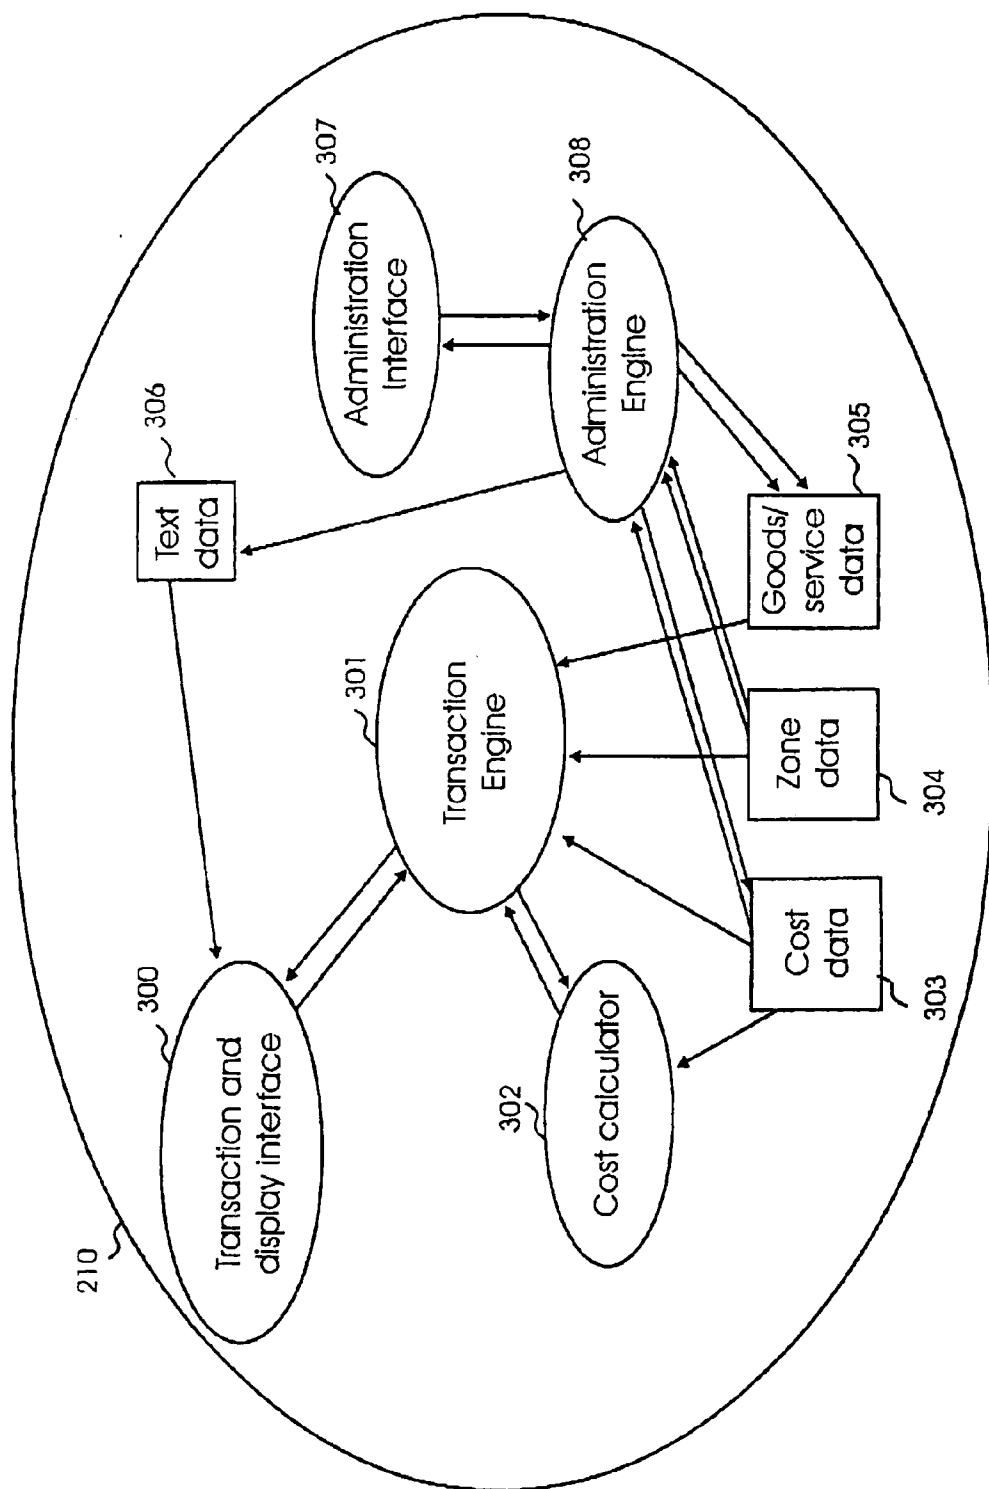 210
300
Transaction and
display interface
306
Text
data
307
Administration
Interface
301
Transaction
Engine
308
Administration
Engine
302
Cost calculator
Cost
data
303
Zone
data
304
Goods/
service
data
305